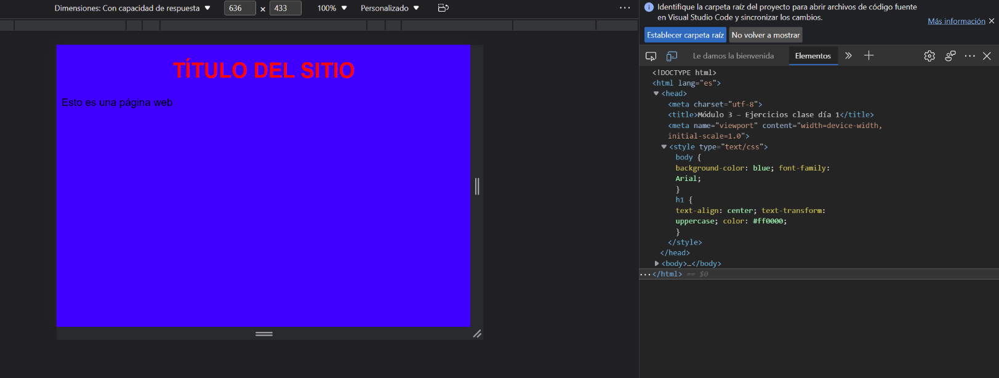 Dimensiones: Con capacidad de respuesta
636 × 433
100%
Personalizado
TÍTULO DEL SITIO
Esto es una página web
Identifique la carpeta raíz del proyecto para abrir archivos de código fuente
en Visual Studio Code y sincronizar los cambios.
Más información
Establecer carpeta raíz
No volver a mostrar
Le damos la bienvenida
Elementos
<!DOCTYPE html>
<html lang="es">
<head>
<meta charset="utf-8">
<title>Módulo 3 – Ejercicios clase día 1</title>
<meta name="viewport" content="width=device-width,
initial-scale=1.0">
<style type="text/css">
body {
background-color: blue; font-family:
Arial;
}
h1 {
text-align: center; text-transform:
uppercase; color: #ff0000;
}
</style>
</head>
<body>…</body>
</html> == $0